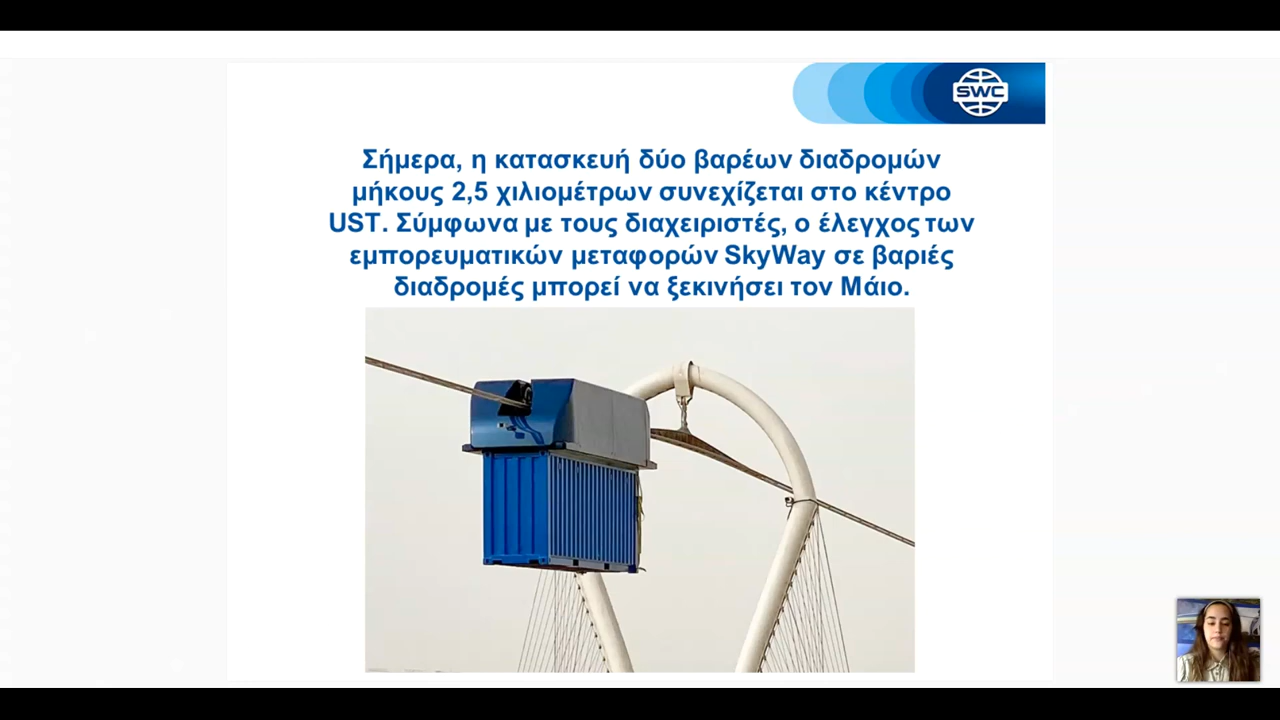 SWC
Σήμερα, η κατασκευή δύο βαρέων διαδρομών
μήκους 2,5 χιλιομέτρων συνεχίζεται στο κέντρο
UST. Σύμφωνα με τους διαχειριστές, ο έλεγχος των
εμπορευματικών μεταφορών SkyWay σε βαριές
διαδρομές μπορεί να ξεκινήσει τον Μάιο.